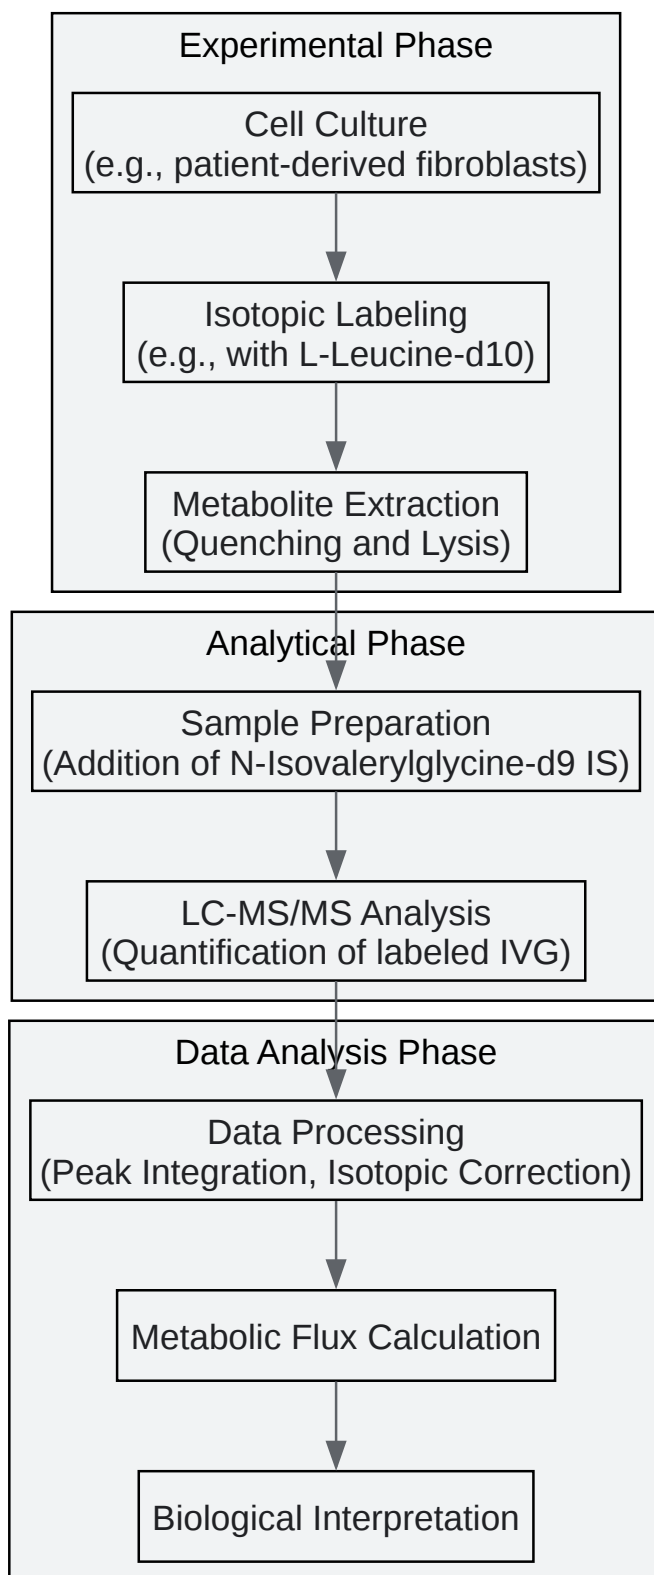 Experimental Phase
Cell Culture
(e.g., patient-derived fibroblasts)
Isotopic Labeling
(e.g., with L-Leucine-d10)
Metabolite Extraction
(Quenching and Lysis)
Analytical Phase
Sample Preparation
(Addition of N-Isovalerylglycine-d9 IS)
LC-MS/MS Analysis
(Quantification of labeled IVG)
Data Analysis Phase
Data Processing
(Peak Integration, Isotopic Correction)
Metabolic Flux Calculation
Biological Interpretation